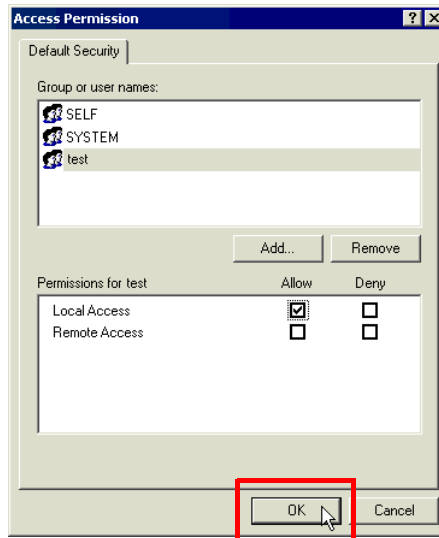 Access Permission
Default Security
Group or user names:
SELF
SYSTEM
test
Add... Remove
Permissions for test Allow Deny
Local Access
Remote Access
OK Cancel